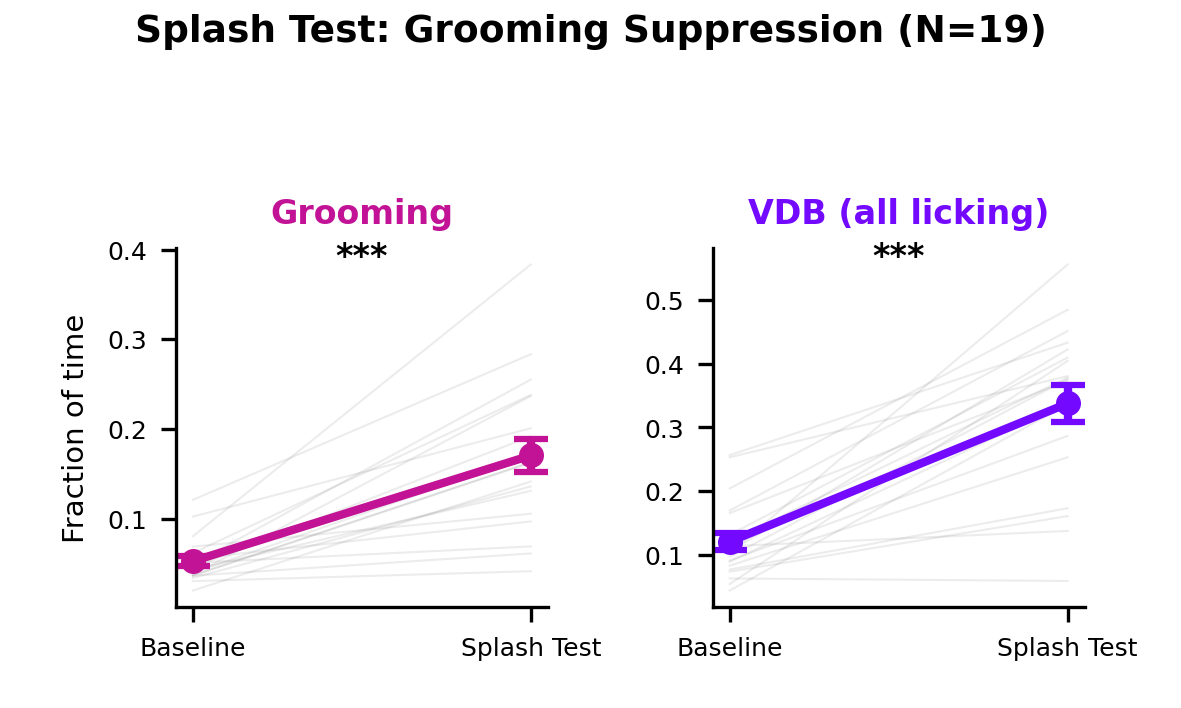 Splash Test: Grooming Suppression (N=19)
Grooming
***
0.4
0.3
0.2
0.1
Fraction of time
Baseline
Splash Test
VDB (all licking)
***
0.5
0.4
0.3
0.2
0.1
Baseline
Splash Test